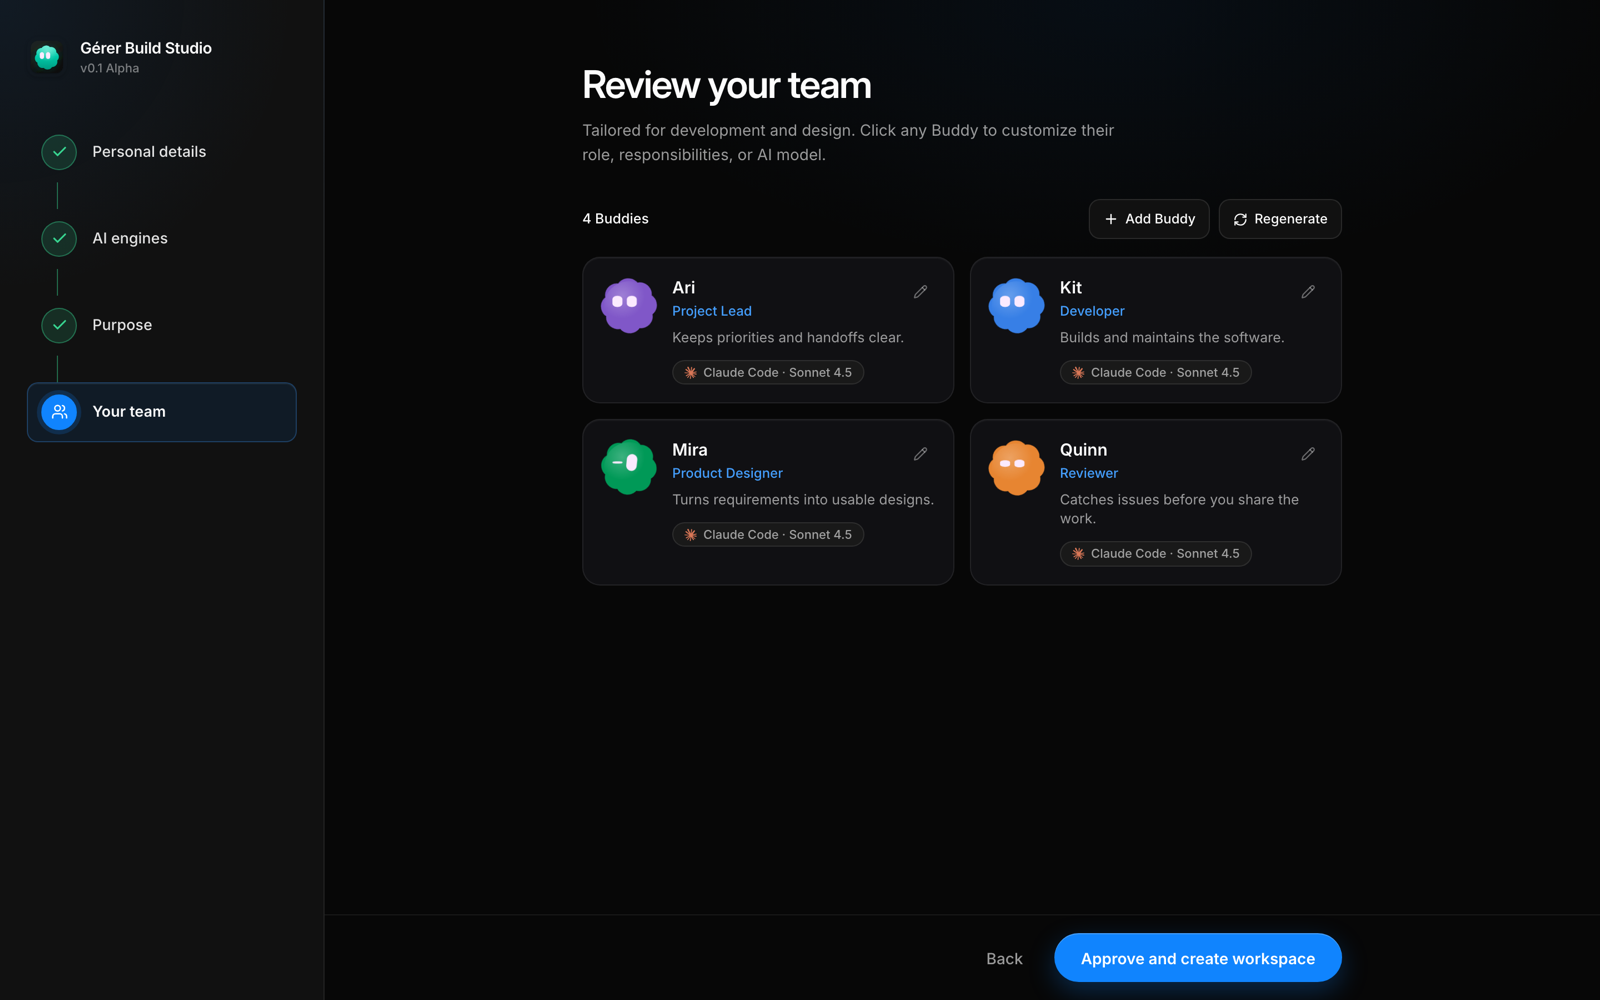 Gérer Build Studio
v0.1 Alpha
Personal details
AI engines
Purpose
Your team
Review your team
Tailored for development and design. Click any Buddy to customize their
role, responsibilities, or AI model.
4 Buddies
Add Buddy
Regenerate
Ari
Project Lead
Keeps priorities and handoffs clear.
Claude Code · Sonnet 4.5
Kit
Developer
Builds and maintains the software.
Claude Code · Sonnet 4.5
Mira
Product Designer
Turns requirements into usable designs.
Claude Code · Sonnet 4.5
Quinn
Reviewer
Catches issues before you share the
work.
Claude Code · Sonnet 4.5
Back
Approve and create workspace